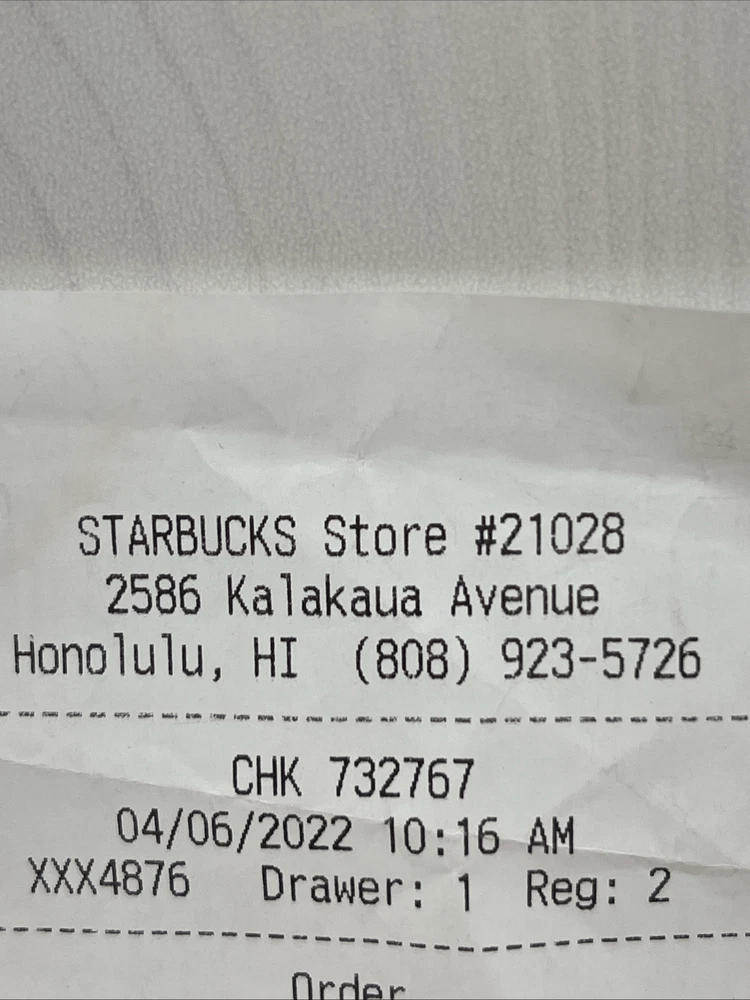 STARBUCKS Store #21028
2586 Kalakaua Avenue
Honolulu, HI (808) 923-5726
CHK 732767
04/06/2022 10:16 AM
XXX4876 Drawer: 1 Reg: 2
Order